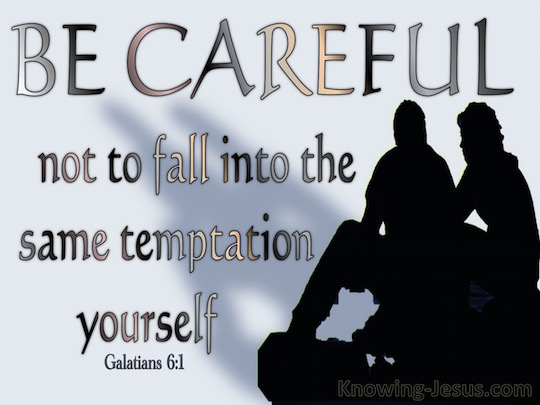 BE CAREFUL
not to fall into the
same temptation
yourself
Galatians 6:1
Knowing-Jesus.com